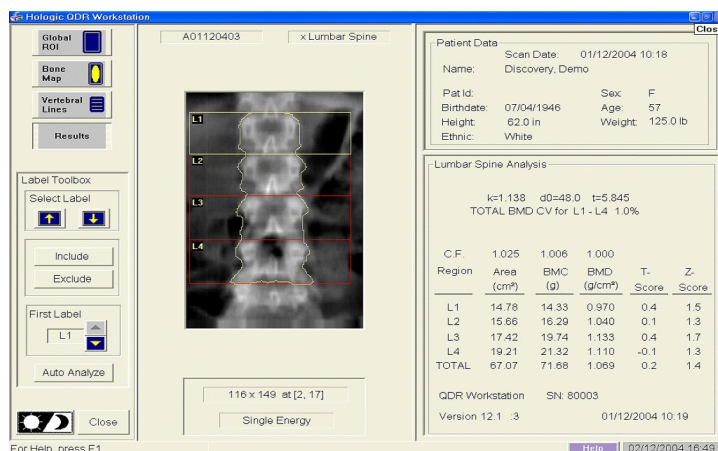 Hologic QDR Workstation
Clos
Global
ROI
Bone
Map
Vertebral
Lines
Results
Label Toolbox
Select Label
Include
Exclude
First Label
L1
Auto Analyze
Close
For Help, press F1
A01120403 x Lumbar Spine
L1
L2
L3
L4
116 x 149 at [2, 17]
Single Energy
Patient Data
Scan Date: 01/12/2004 10:18
Name: Discovery, Demo
Pat Id: Sex: F
Birthdate: 07/04/1946 Age: 57
Height: 62.0 in Weight: 125.0 lb
Ethnic: White
Lumbar Spine Analysis
k=1.138 d0=48.0 t=5.845
TOTAL BMD CV for L1 - L4 1.0%
C.F. 1.025 1.006 1.000
Region Area BMC BMD T- Z-
(cm²) (g) (g/cm²) Score Score
L1 14.78 14.33 0.970 0.4 1.5
L2 15.66 16.29 1.040 0.1 1.3
L3 17.42 19.74 1.133 0.4 1.7
L4 19.21 21.32 1.110 -0.1 1.3
TOTAL 67.07 71.68 1.069 0.2 1.4
QDR Workstation SN: 80003
Version 12.1 :3 01/12/2004 10:19
Help 02/12/2004 16:49